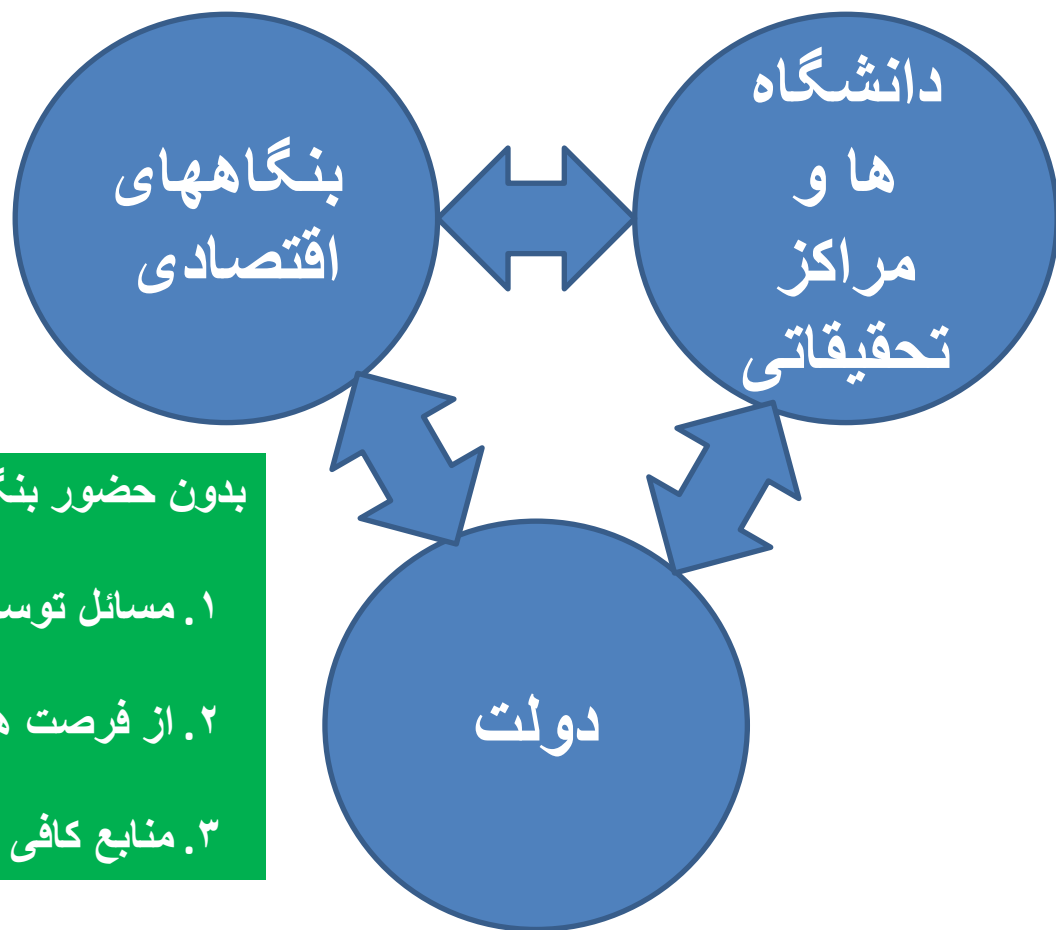 دانشگاه
ها و
مراکز
تحقیقاتی
بنگاههای
اقتصادی
دولت
بدون حضور
۱. مسائل
۲. از فرصت
۳. منابع کافی